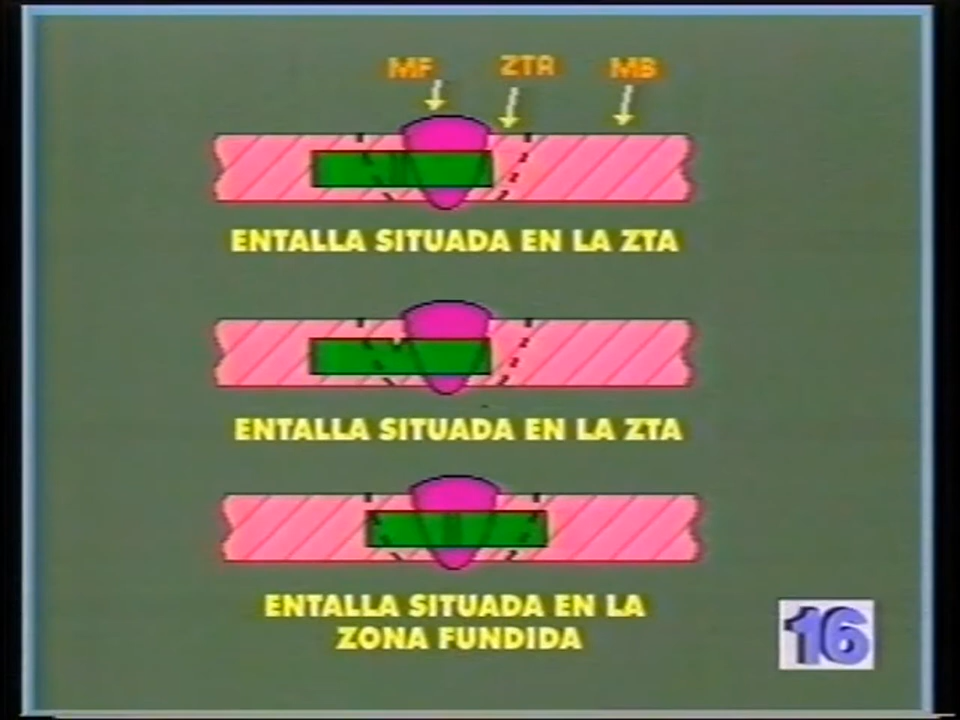 MF ZTA MB
ENTALLA SITUADA EN LA ZTA
ENTALLA SITUADA EN LA ZTA
ENTALLA SITUADA EN LA
ZONA FUNDIDA
16